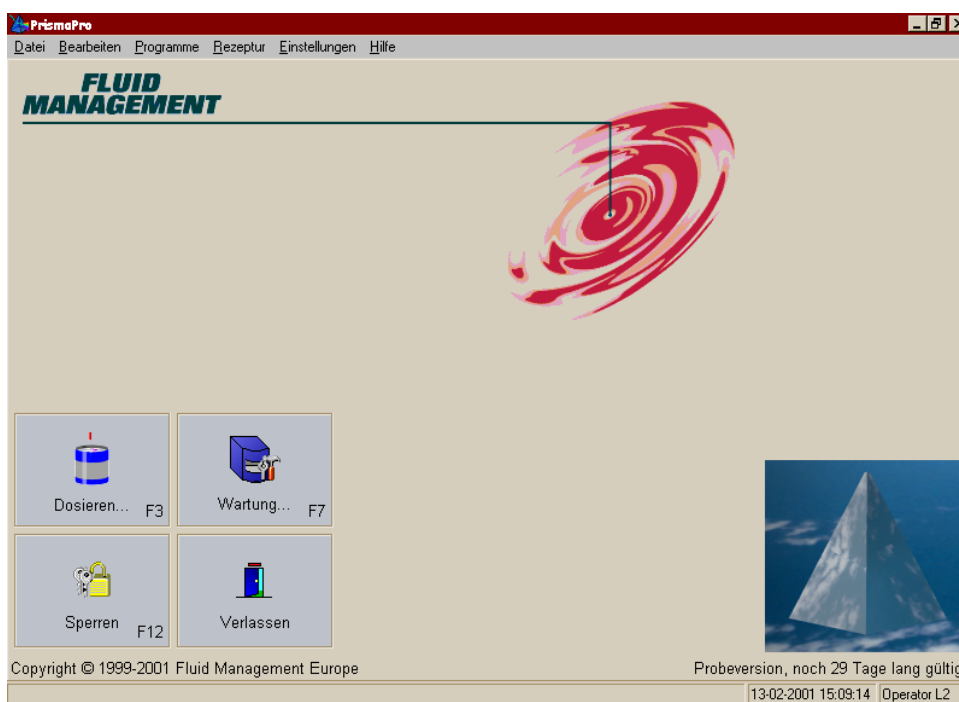 PrismaPro
Datei Bearbeiten Programme Rezeptur Einstellungen Hilfe
FLUID
MANAGEMENT
Dosieren... F3
Wartung... F7
Sperren F12
Verlassen
Copyright © 1999-2001 Fluid Management Europe
Probeversion, noch 29 Tage lang gültig
13-02-2001 15:09:14 Operator L2